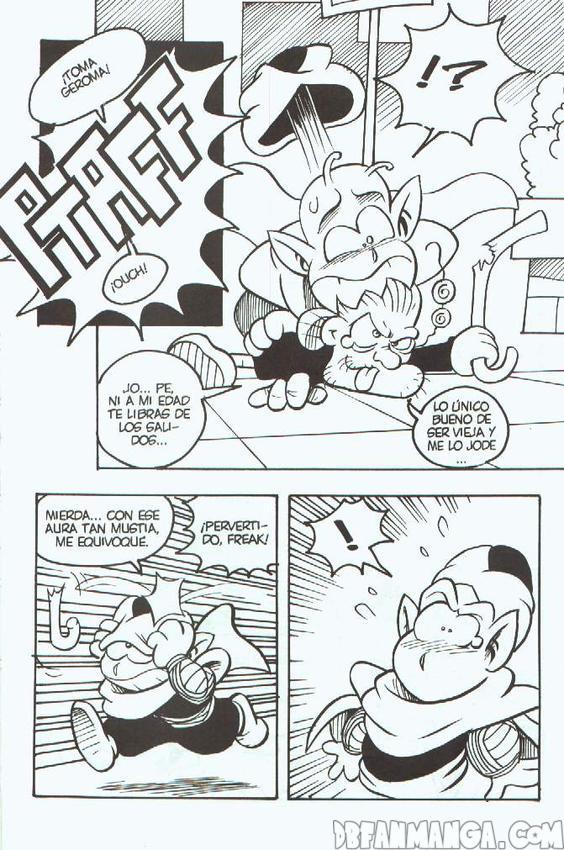 ¡TOMA
GEROMA!
PTAFF
¡OUCH!
!?
JO... PE,
NI A MI EDAD
TE LIBRAS DE
LOS SALI-
DOS...
LO ÚNICO
BUENO DE
SER VIEJA Y
ME LO JODE
...
MIERDA... CON ESE
AURA TAN MUSTIA,
ME EQUIVOQUE.
¡PERVERTI-
DO, FREAK!
!
DBFANMANGA.COM